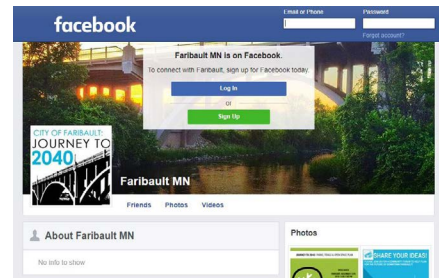 facebook
Email or Phone
Password
Forgot account?
Faribault MN is on Facebook.
To connect with Faribault, sign up for Facebook today.
Log In
or
Sign Up
CITY OF FARIBAULT:
JOURNEY TO
2040
Faribault MN
Friends
Photos
Videos
About Faribault MN
No info to show
Photos
SHARE YOUR IDEAS!